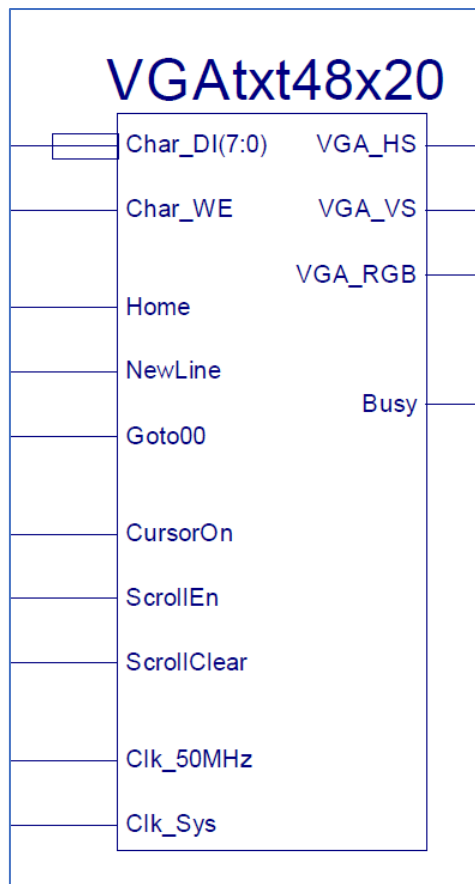 VGAtxt48x20
Char_DI(7:0) VGA_HS
Char_WE VGA_VS
VGA_RGB
Home
NewLine
Busy
Goto00
CursorOn
ScrollEn
ScrollClear
Clk_50MHz
Clk_Sys